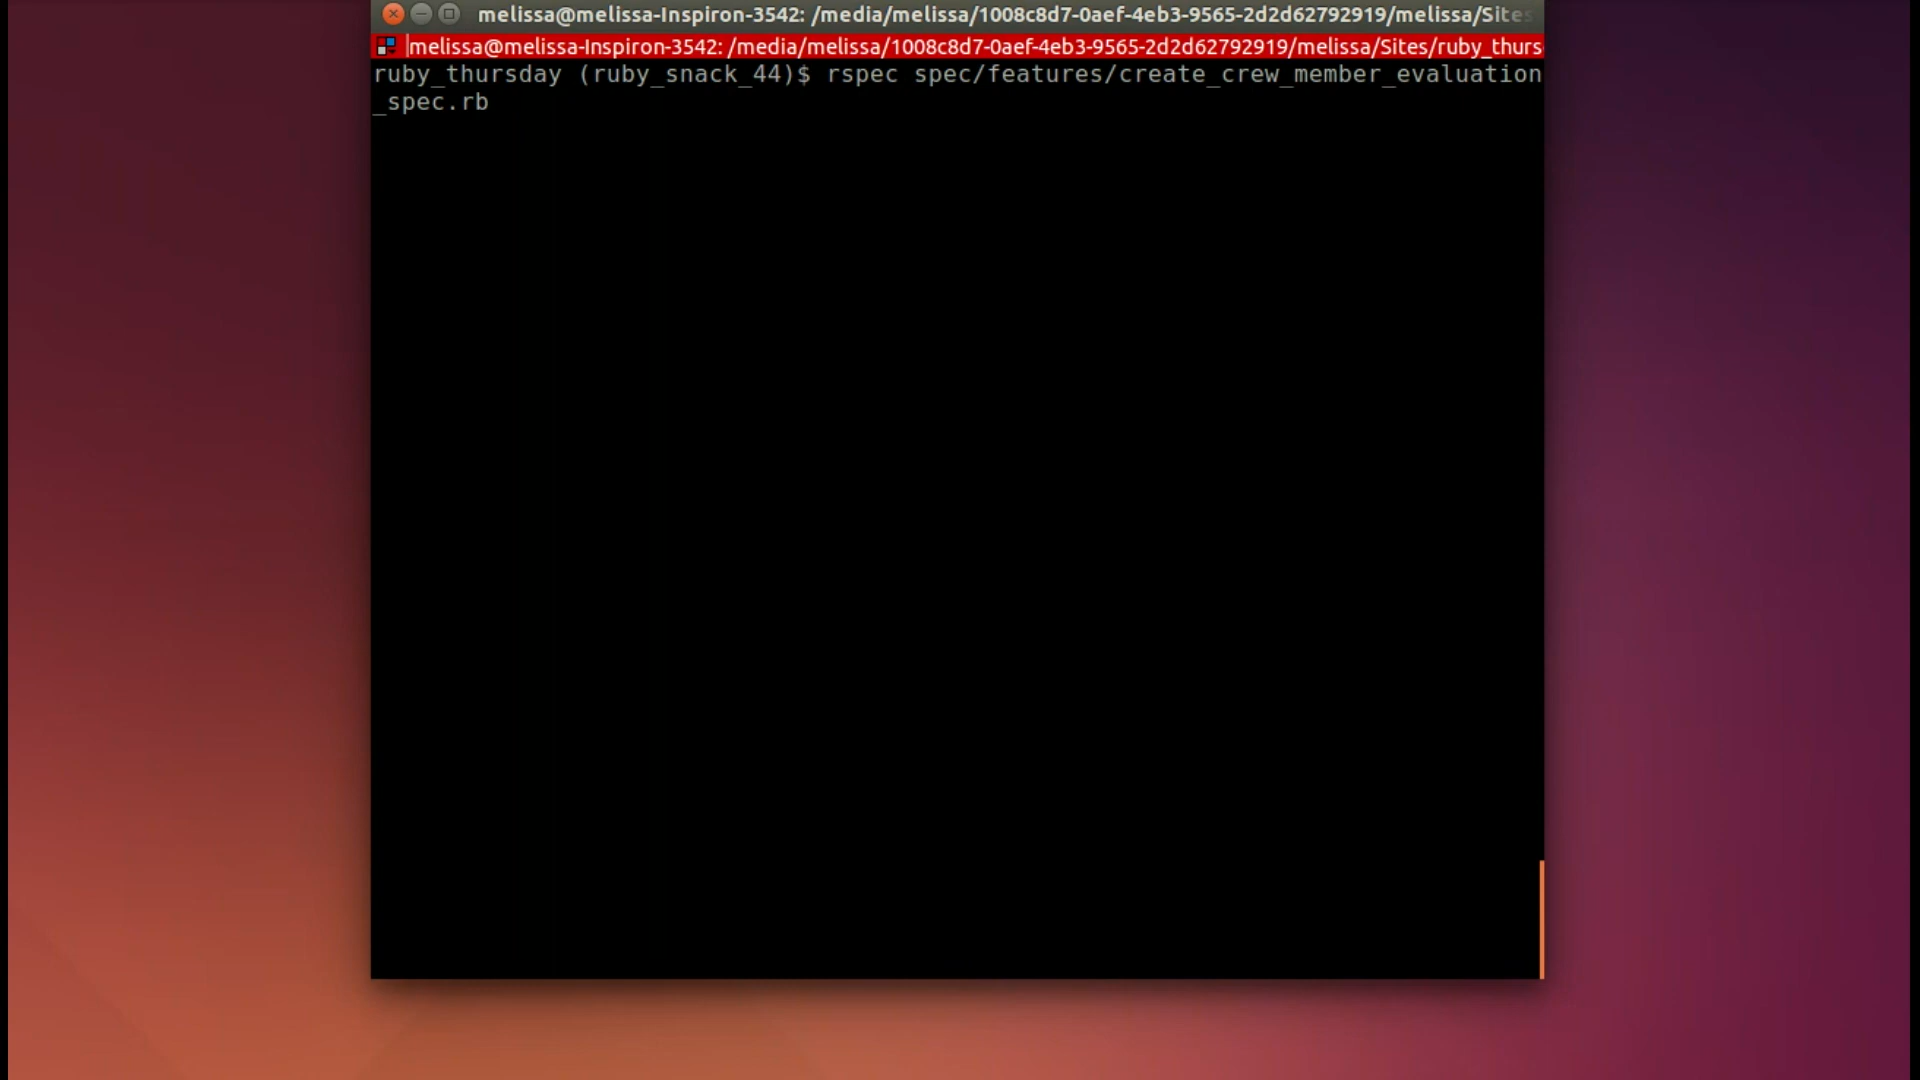 melissa@melissa-Inspiron-3542: /media/melissa/1008c8d7-0aef-4eb3-9565-2d2d62792919/melissa/Sites
melissa@melissa-Inspiron-3542: /media/melissa/1008c8d7-0aef-4eb3-9565-2d2d62792919/melissa/Sites/ruby_thurs
ruby_thursday (ruby_snack_44)$ rspec spec/features/create_crew_member_evaluation
_spec.rb